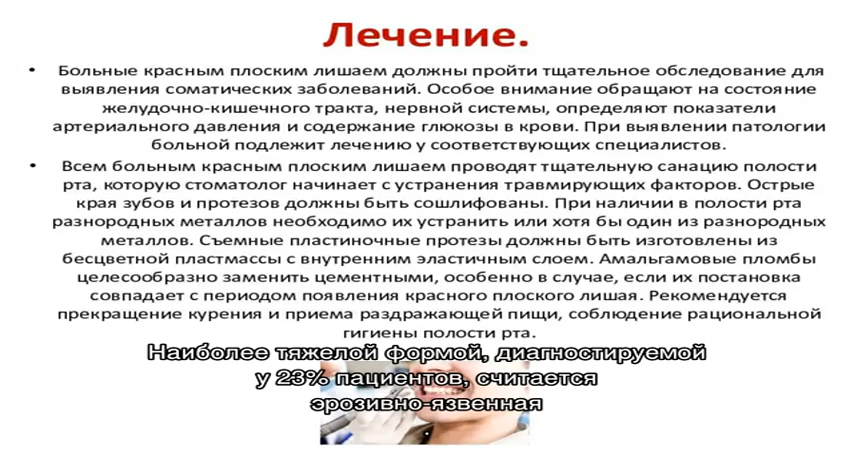 Лечение.
• Больные красным плоским лишаем должны пройти тщательное обследование для
выявления соматических заболеваний. Особое внимание обращают на состояние
желудочно-кишечного тракта, нервной системы, определяют показатели
артериального давления и содержание глюкозы в крови. При выявлении патологии
больной подлежит лечению у соответствующих специалистов.
• Всем больным красным плоским лишаем проводят тщательную санацию полости
рта, которую стоматолог начинает с устранения травмирующих факторов. Острые
края зубов и протезов должны быть сошлифованы. При наличии в полости рта
разнородных металлов необходимо их устранить или хотя бы один из разнородных
металлов. Съемные пластиночные протезы должны быть изготовлены из
бесцветной пластмассы с внутренним эластичным слоем. Амальгамовые пломбы
целесообразно заменить цементными, особенно в случае, если их постановка
совпадает с периодом появления красного плоского лишая. Рекомендуется
прекращение курения и приема раздражающей пищи, соблюдение рациональной
гигиены полости рта.
Наиболее тяжелой формой, диагностируемой
у 23% пациентов, считается
эрозивно-язвенная